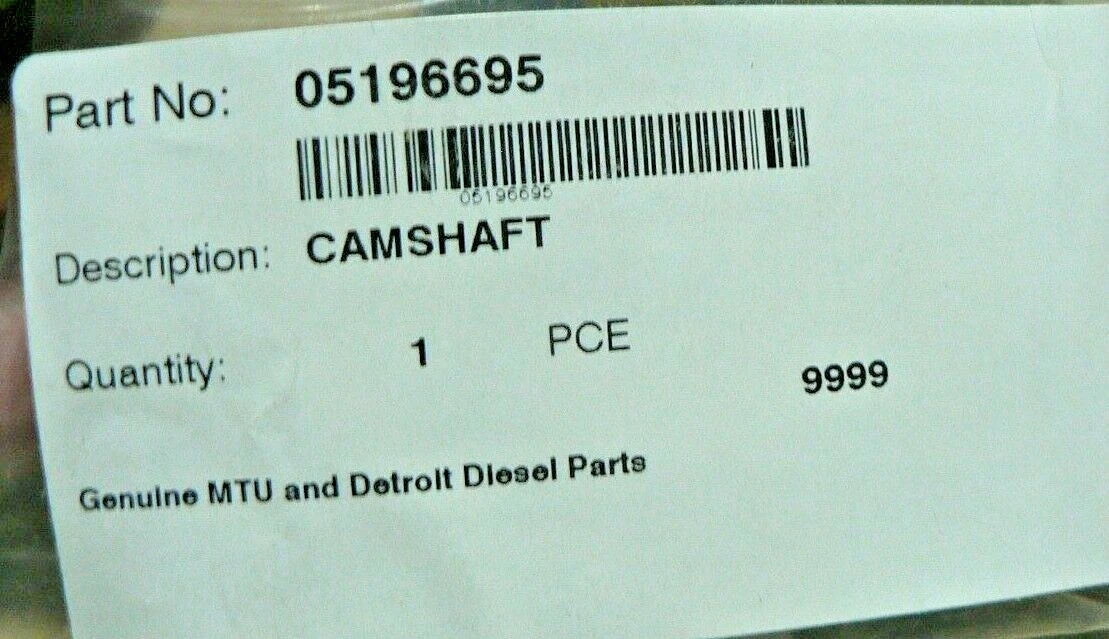 Part No: 05196695
05196695
Description: CAMSHAFT
Quantity: 1 PCE
9999
Genuine MTU and Detroit Diesel Parts